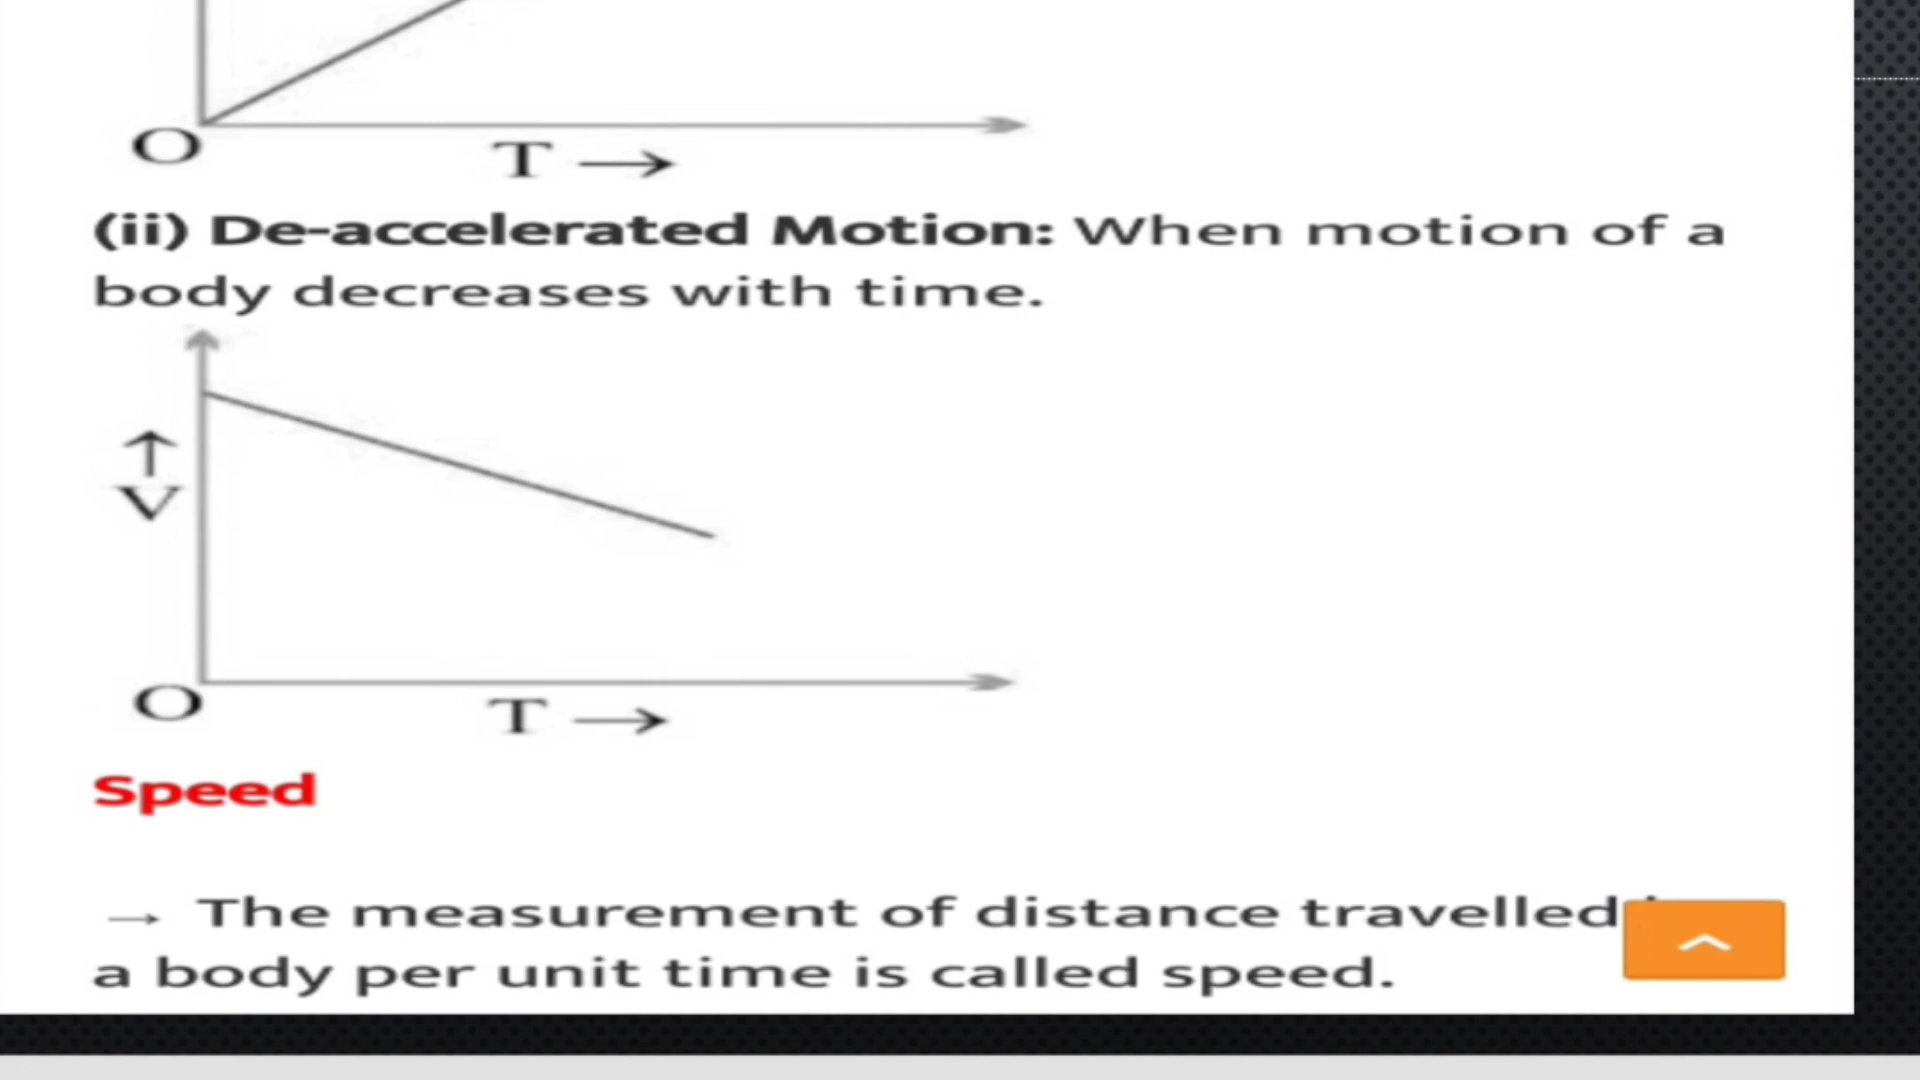 O
T →
(ii) De-accelerated Motion: When motion of a
body decreases with time.
↑
V
O
T →
Speed
→ The measurement of distance travelled
a body per unit time is called speed.